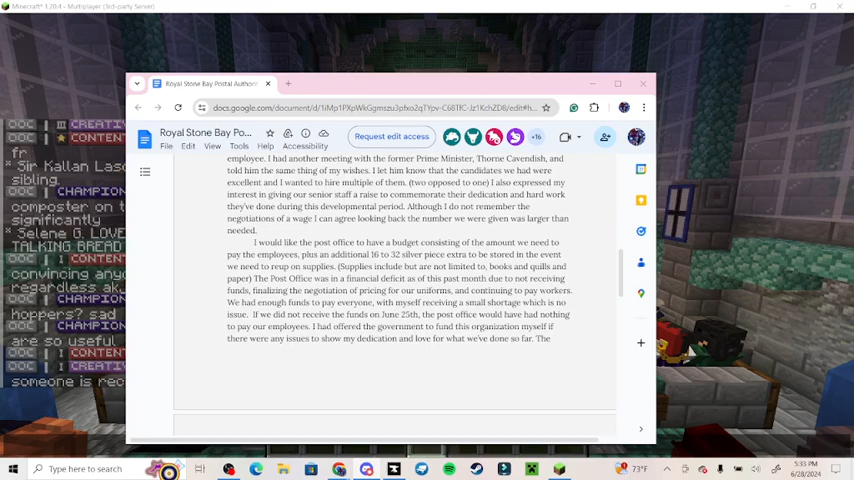 Minecraft* 1.20.4 - Multiplayer (3rd-party Server)
Royal Stone Bay Postal Author
docs.google.com/document/d/1iMp1PXpWkGgmszu3pfxo2qTYpv-C68TfC-Jz1KchZD8/edit#h...
Royal Stone Bay Po...
File Edit View Tools Help Accessibility
Request edit access
+16
employee. I had another meeting with the former Prime Minister, Thorne Cavendish, and
told him the same thing of my wishes. I let him know that the candidates we had were
excellent and I wanted to hire multiple of them. (two opposed to one) I also expressed my
interest in giving our senior staff a raise to commemorate their dedication and hard work
they've done during this developmental period. Although I do not remember the
negotiations of a wage I can agree looking back the number we were given was larger than
needed.
I would like the post office to have a budget consisting of the amount we need to
pay the employees, plus an additional 16 to 32 silver piece extra to be stored in the event
we need to reup on supplies. (Supplies include but are not limited to, books and quills and
paper) The Post Office was in a financial deficit as of this past month due to not receiving
funds, finalizing the negotiation of pricing for our uniforms, and continuing to pay workers.
We had enough funds to pay everyone, with myself receiving a small shortage which is no
issue. If we did not receive the funds on June 25th, the post office would have had nothing
to pay our employees. I had offered the government to fund this organization myself if
there were any issues to show my dedication and love for what we've done so far. The
OOC | CREATIV
OOC | CONTENT
fr
* Sir Kallan Lasc
sibling.
OOC | CHAMPION
composter on t
significantly
* Selene G. LOVE
TALKING BREAD
OOC | CHAMPION
convincing any
regardless ak
OOC | CHAMPION
hoppers? sad
OOC | CHAMPION
are so useful
OOC | I CONTENT
OOC | I CREATIV
someone is rec
Type here to search
73°F
5:33 PM
6/28/2024